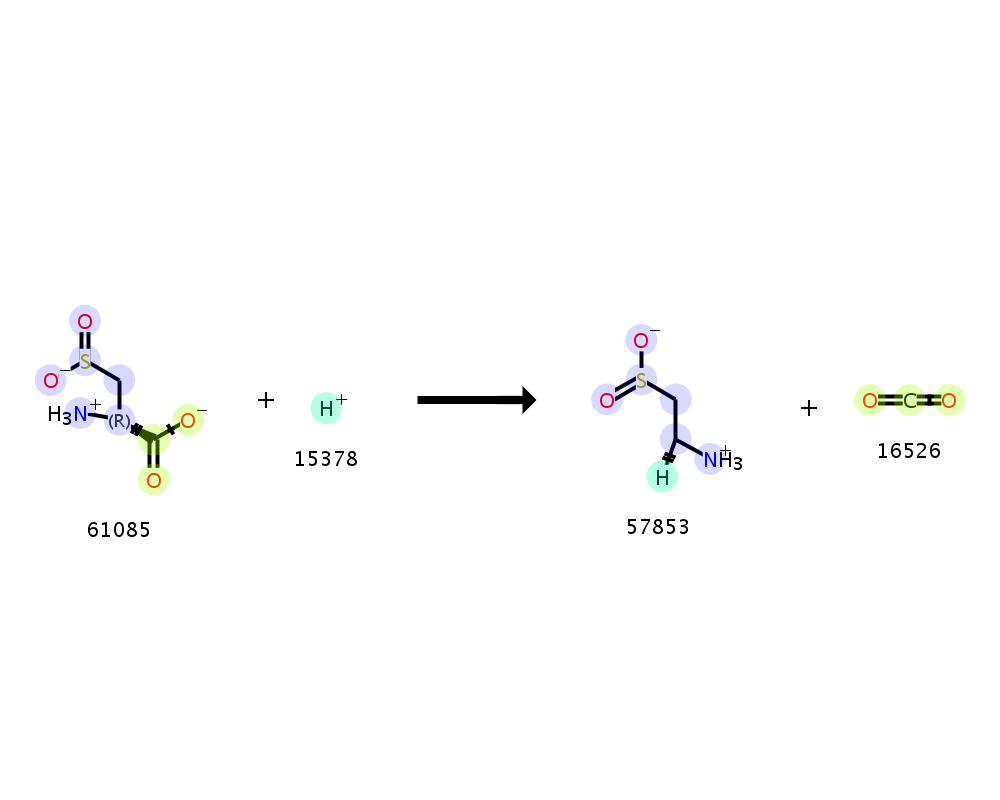 O
S
O−
H3N+ (R) O−
O
61085
+
H+
15378
O−
S
O
H NH3+
57853
+
O C O
16526